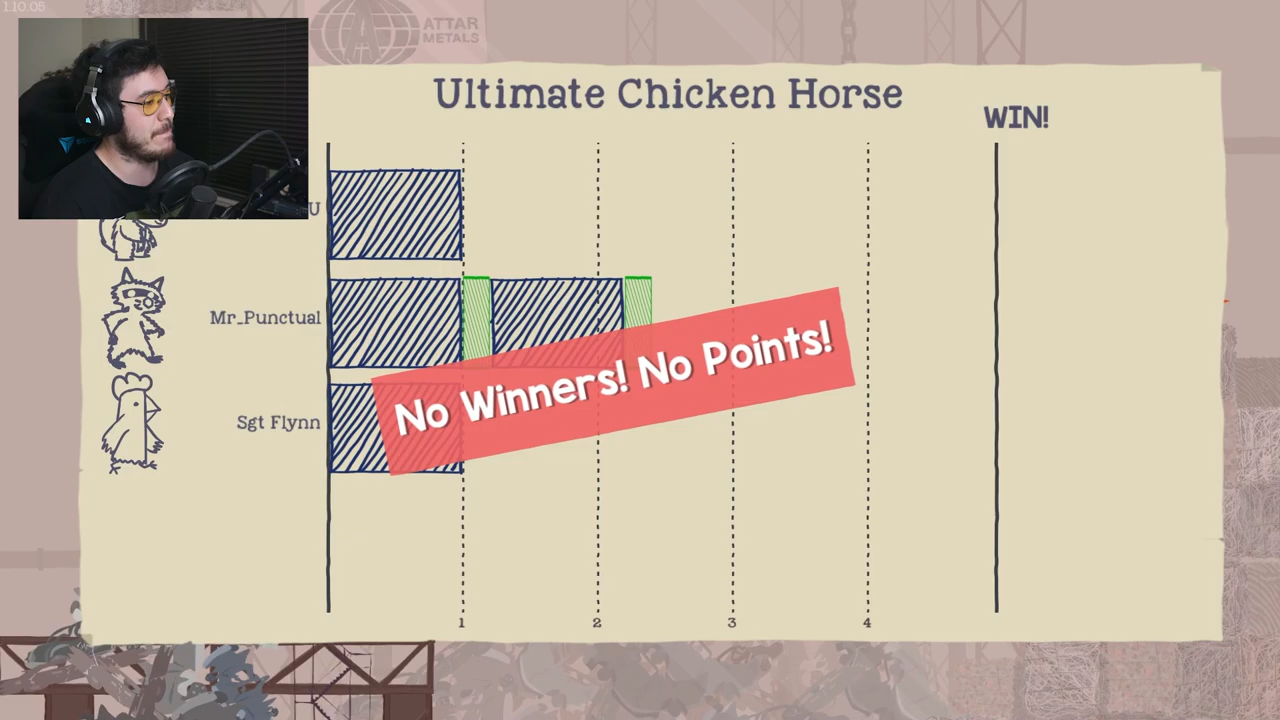 1.10.05
ATTAR
METALS
Ultimate Chicken Horse
WIN!
U
Mr_Punctual
Sgt Flynn
No Winners! No Points!
1 2 3 4